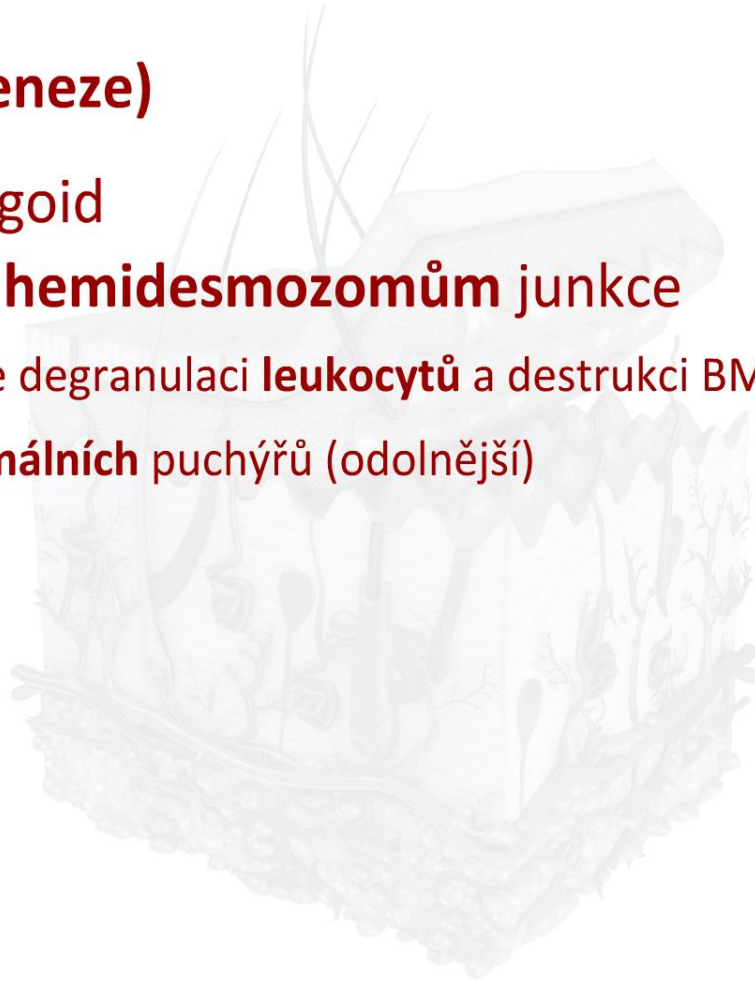 eneze)
goid
hemidesmozomům junkce
e degranulaci leukocytů a destrukci BM
málních puchýřů (odolnější)